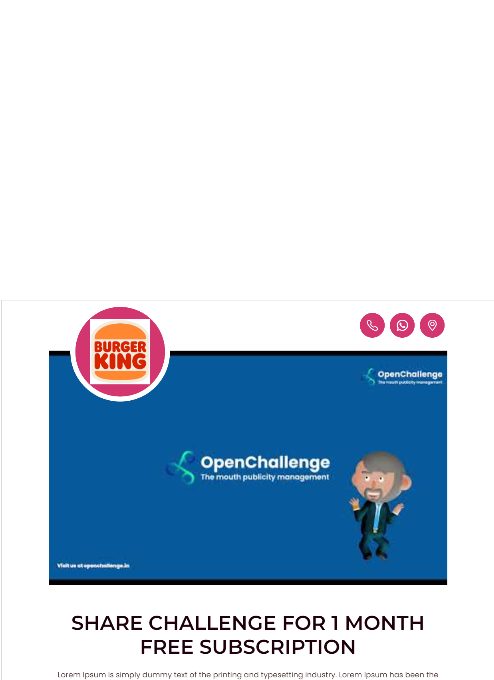 BURGER
KING
OpenChallenge
The mouth publicity management
OpenChallenge
The mouth publicity management
Visit us at openchallenge.in
SHARE CHALLENGE FOR 1 MONTH
FREE SUBSCRIPTION
Lorem Ipsum is simply dummy text of the printing and typesetting industry. Lorem Ipsum has been the